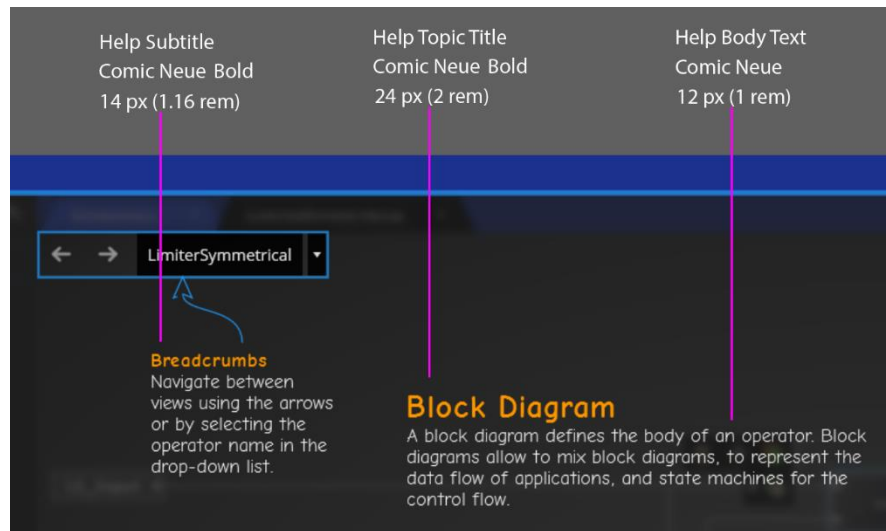 Help Subtitle
Comic Neue Bold
14 px (1.16 rem)
Help Topic Title
Comic Neue Bold
24 px (2 rem)
Help Body Text
Comic Neue
12 px (1 rem)
LimiterSymmetrical
Breadcrumbs
Navigate between
views using the arrows
or by selecting the
operator name in the
drop-down list.
Block Diagram
A block diagram defines the body of an operator. Block
diagrams allow to mix block diagrams, to represent the
data flow of applications, and state machines for the
control flow.